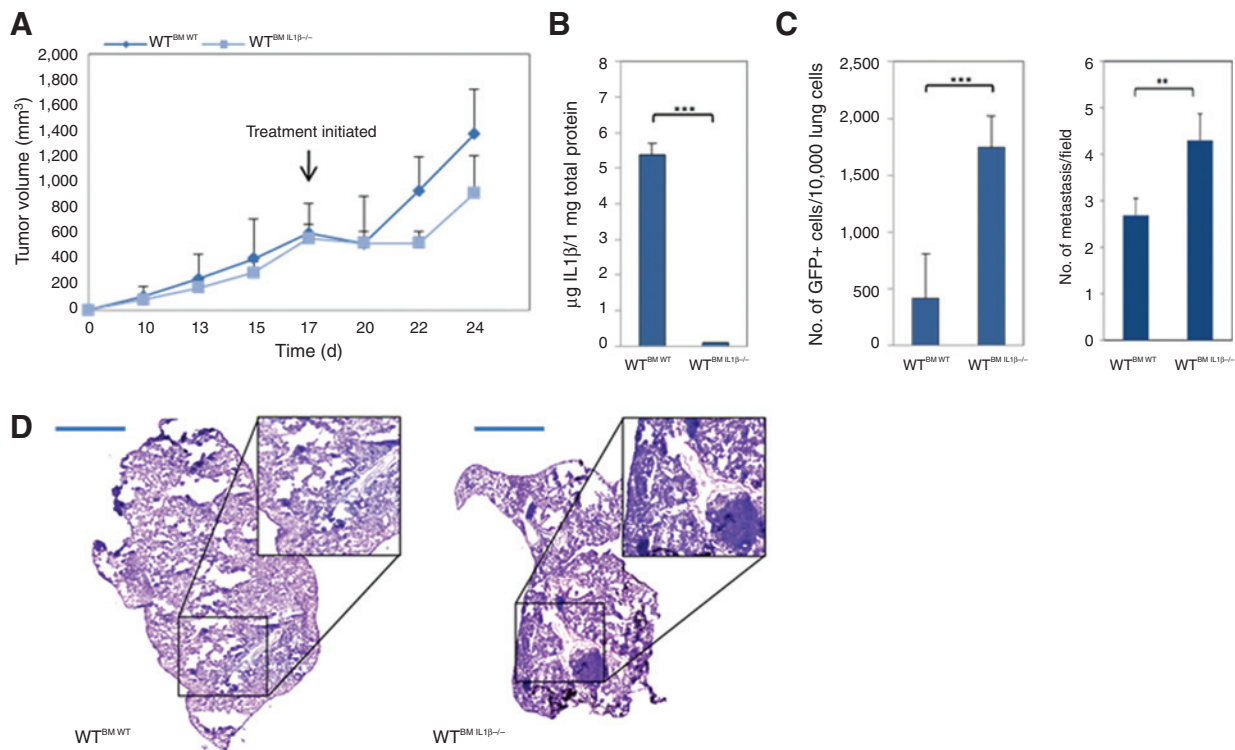 A
WT^BM WT WT^BM IL1β–/–
Tumor volume (mm³)
2,000
1,800
1,600
1,400
1,200
1,000
800
600
400
200
0
Treatment initiated
0 10 13 15 17 20 22 24
Time (d)
B
μg IL1β/1 mg total protein
8
7
6
5
4
3
2
1
0
***
WT^BM WT WT^BM IL1β–/–
C
No. of GFP+ cells/10,000 lung cells
2,500
2,000
1,500
1,000
500
0
***
WT^BM WT WT^BM IL1β–/–
No. of metastasis/field
6
5
4
3
2
1
0
**
WT^BM WT WT^BM IL1β–/–
D
WT^BM WT
WT^BM IL1β–/–